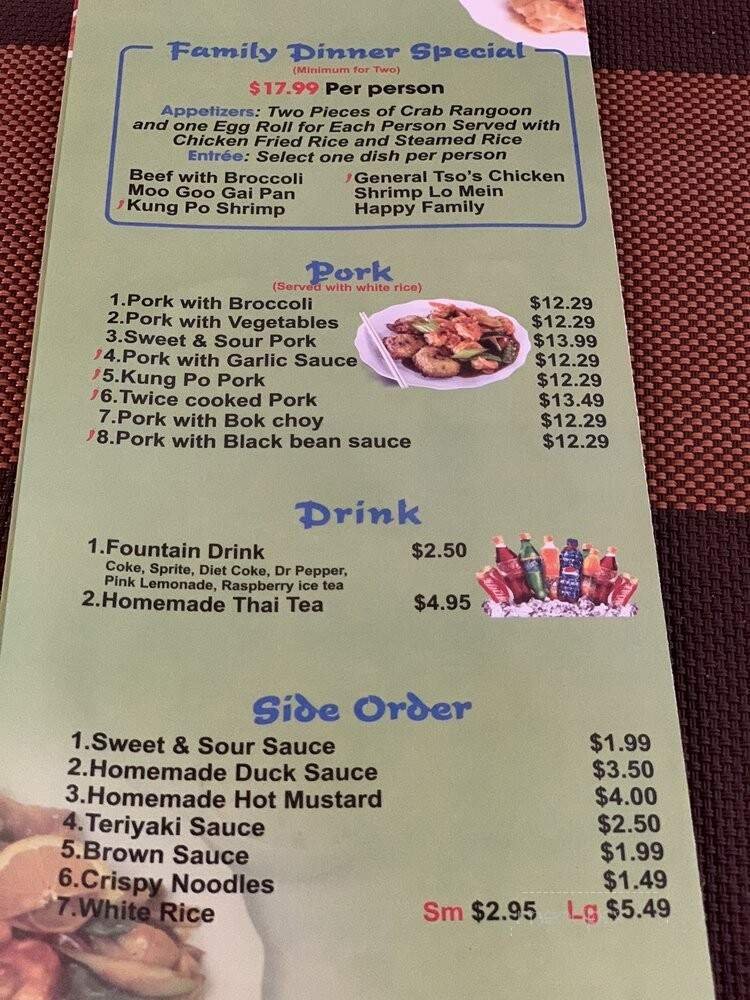 Family Dinner Special
(Minimum for Two)
$17.99 Per person
Appetizers: Two Pieces of Crab Rangoon
and one Egg Roll for Each Person Served with
Chicken Fried Rice and Steamed Rice
Entrée: Select one dish per person
Beef with Broccoli
Moo Goo Gai Pan
Kung Po Shrimp
General Tso's Chicken
Shrimp Lo Mein
Happy Family
Pork
(Served with white rice)
1.Pork with Broccoli $12.29
2.Pork with Vegetables $12.29
3.Sweet & Sour Pork $13.99
4.Pork with Garlic Sauce $12.29
5.Kung Po Pork $12.29
6.Twice cooked Pork $13.49
7.Pork with Bok choy $12.29
8.Pork with Black bean sauce $12.29
Drink
1.Fountain Drink $2.50
Coke, Sprite, Diet Coke, Dr Pepper,
Pink Lemonade, Raspberry ice tea
2.Homemade Thai Tea $4.95
Side Order
1.Sweet & Sour Sauce $1.99
2.Homemade Duck Sauce $3.50
3.Homemade Hot Mustard $4.00
4.Teriyaki Sauce $2.50
5.Brown Sauce $1.99
6.Crispy Noodles $1.49
7.White Rice Sm $2.95 Lg $5.49